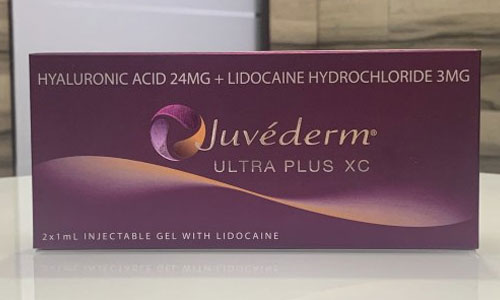 HYALURONIC ACID 24MG + LIDOCAINE HYDROCHLORIDE 3MG
Juvéderm®
ULTRA PLUS XC
2x1mL INJECTABLE GEL WITH LIDOCAINE